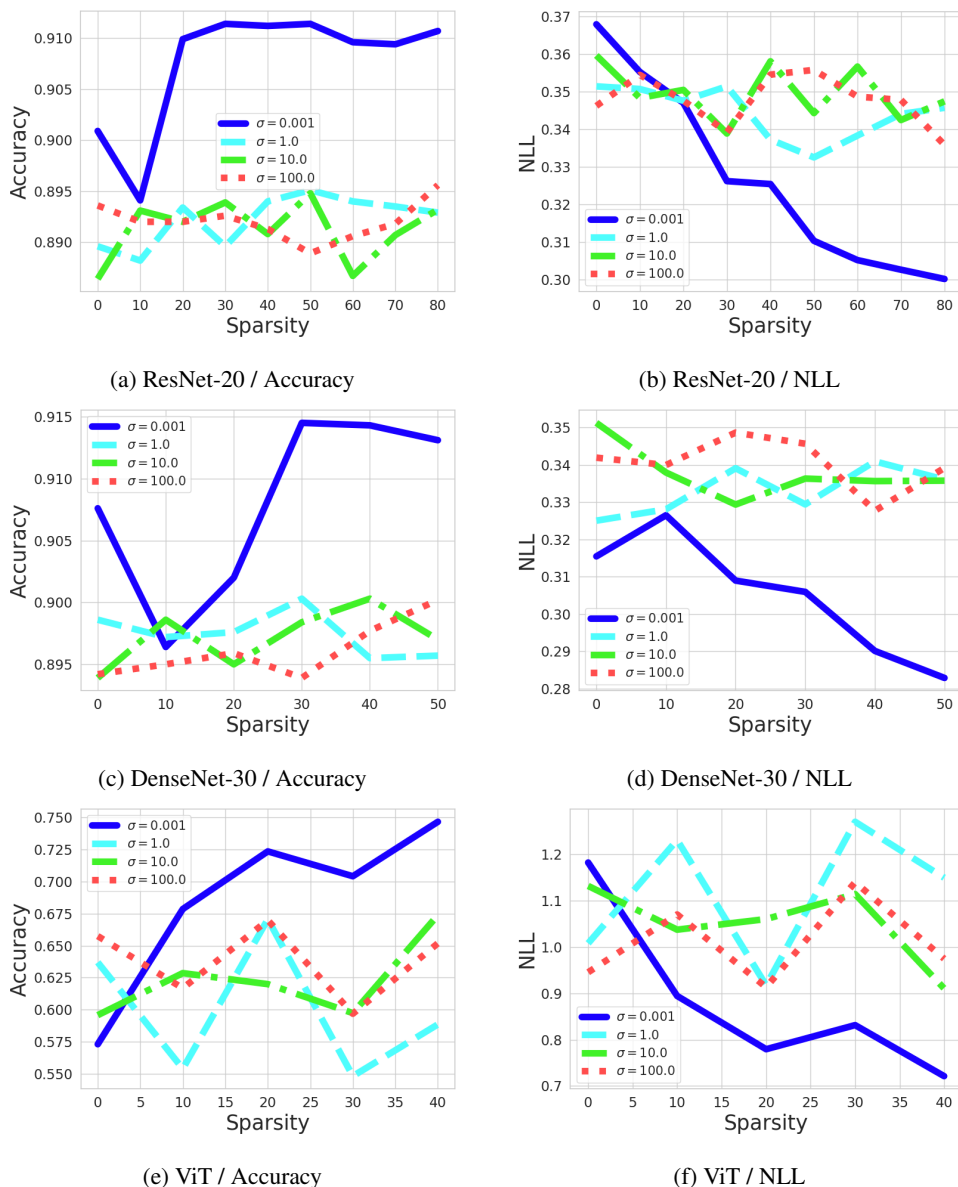 0.910
0.905
0.900
0.895
0.890
Accuracy
σ = 0.001
σ = 1.0
σ = 10.0
σ = 100.0
0 10 20 30 40 50 60 70 80
Sparsity
(a) ResNet-20 / Accuracy
0.37
0.36
0.35
0.34
0.33
0.32
0.31
0.30
NLL
σ = 0.001
σ = 1.0
σ = 10.0
σ = 100.0
0 10 20 30 40 50 60 70 80
Sparsity
(b) ResNet-20 / NLL
0.915
0.910
0.905
0.900
0.895
Accuracy
σ = 0.001
σ = 1.0
σ = 10.0
σ = 100.0
0 10 20 30 40 50
Sparsity
(c) DenseNet-30 / Accuracy
0.35
0.34
0.33
0.32
0.31
0.30
0.29
0.28
NLL
σ = 0.001
σ = 1.0
σ = 10.0
σ = 100.0
0 10 20 30 40 50
Sparsity
(d) DenseNet-30 / NLL
0.750
0.725
0.700
0.675
0.650
0.625
0.600
0.575
0.550
Accuracy
σ = 0.001
σ = 1.0
σ = 10.0
σ = 100.0
0 5 10 15 20 25 30 35 40
Sparsity
(e) ViT / Accuracy
1.2
1.1
1.0
0.9
0.8
0.7
NLL
σ = 0.001
σ = 1.0
σ = 10.0
σ = 100.0
0 5 10 15 20 25 30 35 40
Sparsity
(f) ViT / NLL